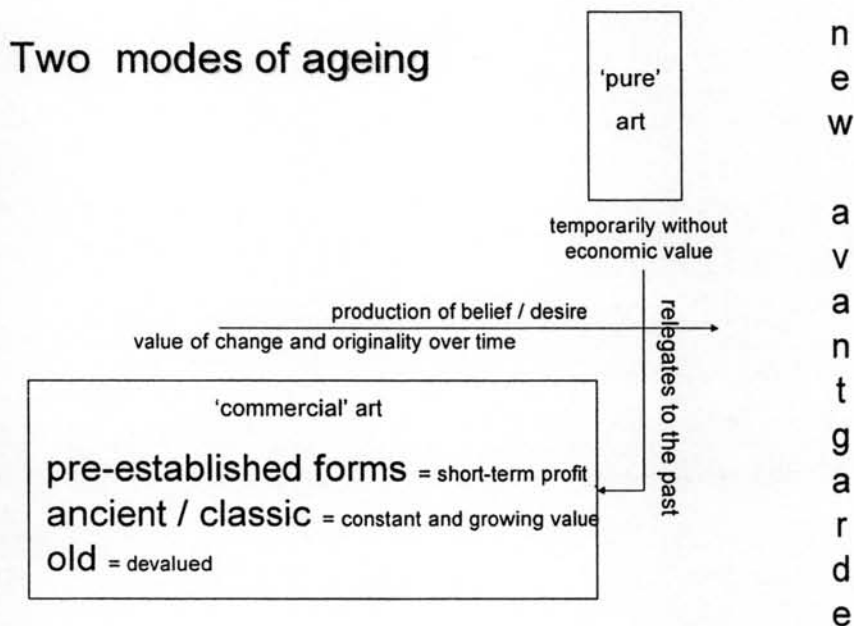 Two modes of ageing
'pure'
art
temporarily without
economic value
production of belief / desire
value of change and originality over time
relegates to the past
'commercial' art
pre-established forms = short-term profit
ancient / classic = constant and growing value
old = devalued
new avantgarde